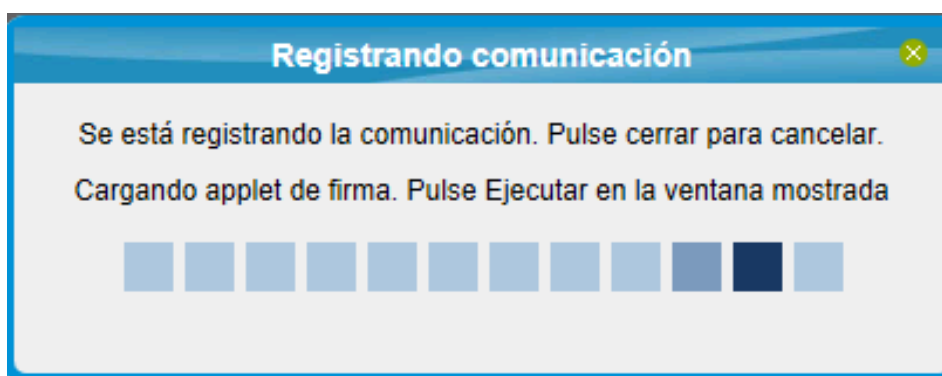 Registrando comunicación
Se está registrando la comunicación. Pulse cerrar para cancelar.
Cargando applet de firma. Pulse Ejecutar en la ventana mostrada